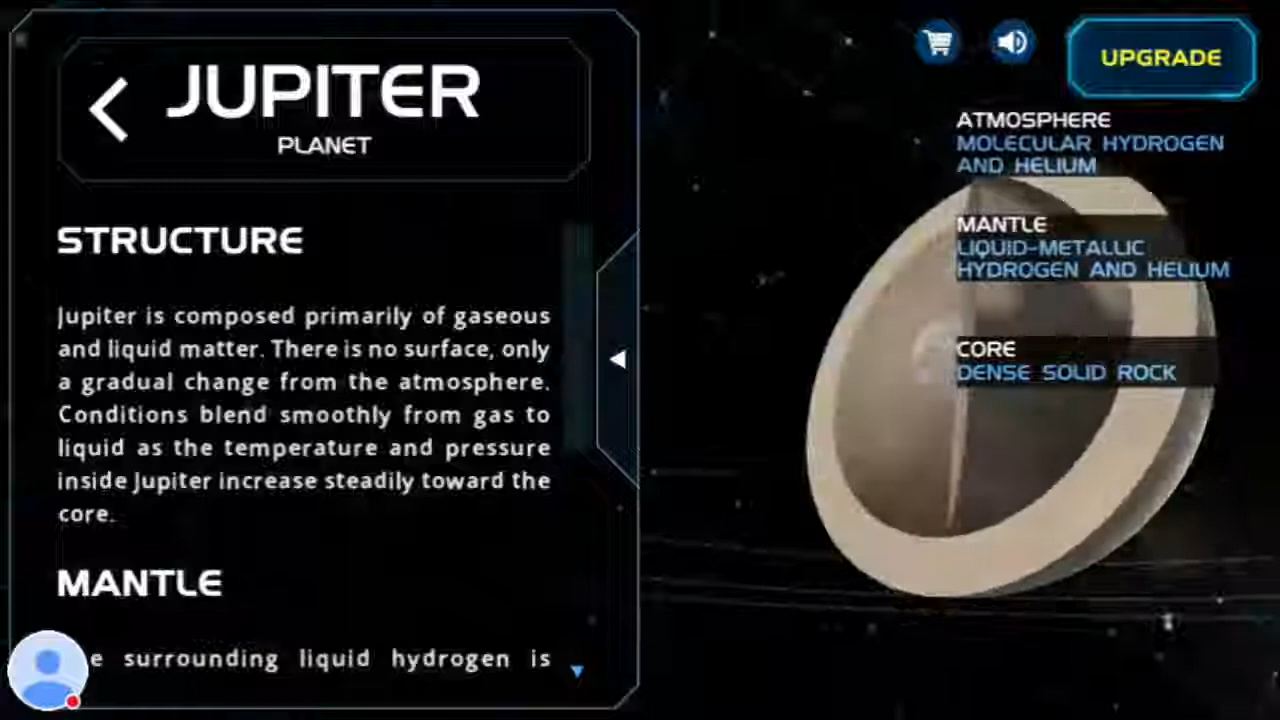 JUPITER
PLANET
STRUCTURE
Jupiter is composed primarily of gaseous
and liquid matter. There is no surface, only
a gradual change from the atmosphere.
Conditions blend smoothly from gas to
liquid as the temperature and pressure
inside Jupiter increase steadily toward the
core.
MANTLE
surrounding liquid hydrogen is
UPGRADE
ATMOSPHERE
MOLECULAR HYDROGEN
AND HELIUM
MANTLE
LIQUID-METALLIC
HYDROGEN AND HELIUM
CORE
DENSE SOLID ROCK